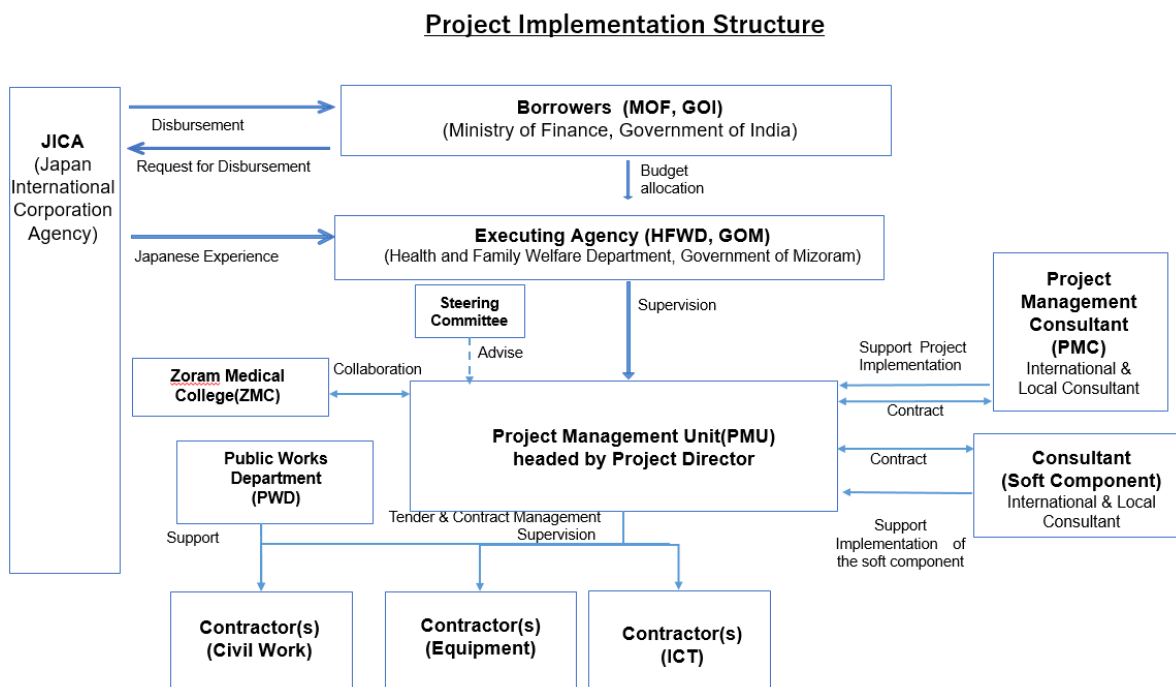 Project Implementation Structure
JICA
(Japan
International
Corporation
Agency)
Disbursement
Request for Disbursement
Borrowers (MOF, GOI)
(Ministry of Finance, Government of India)
Budget
allocation
Japanese Experience
Executing Agency (HFWD, GOM)
(Health and Family Welfare Department, Government of Mizoram)
Steering
Committee
Advise
Supervision
Zoram Medical
College(ZMC)
Collaboration
Project Management Unit(PMU)
headed by Project Director
Support Project
Implementation
Contract
Project
Management
Consultant
(PMC)
International &
Local Consultant
Contract
Support
Implementation of
the soft component
Consultant
(Soft Component)
International & Local
Consultant
Public Works
Department
(PWD)
Support
Tender & Contract Management
Supervision
Contractor(s)
(Civil Work)
Contractor(s)
(Equipment)
Contractor(s)
(ICT)